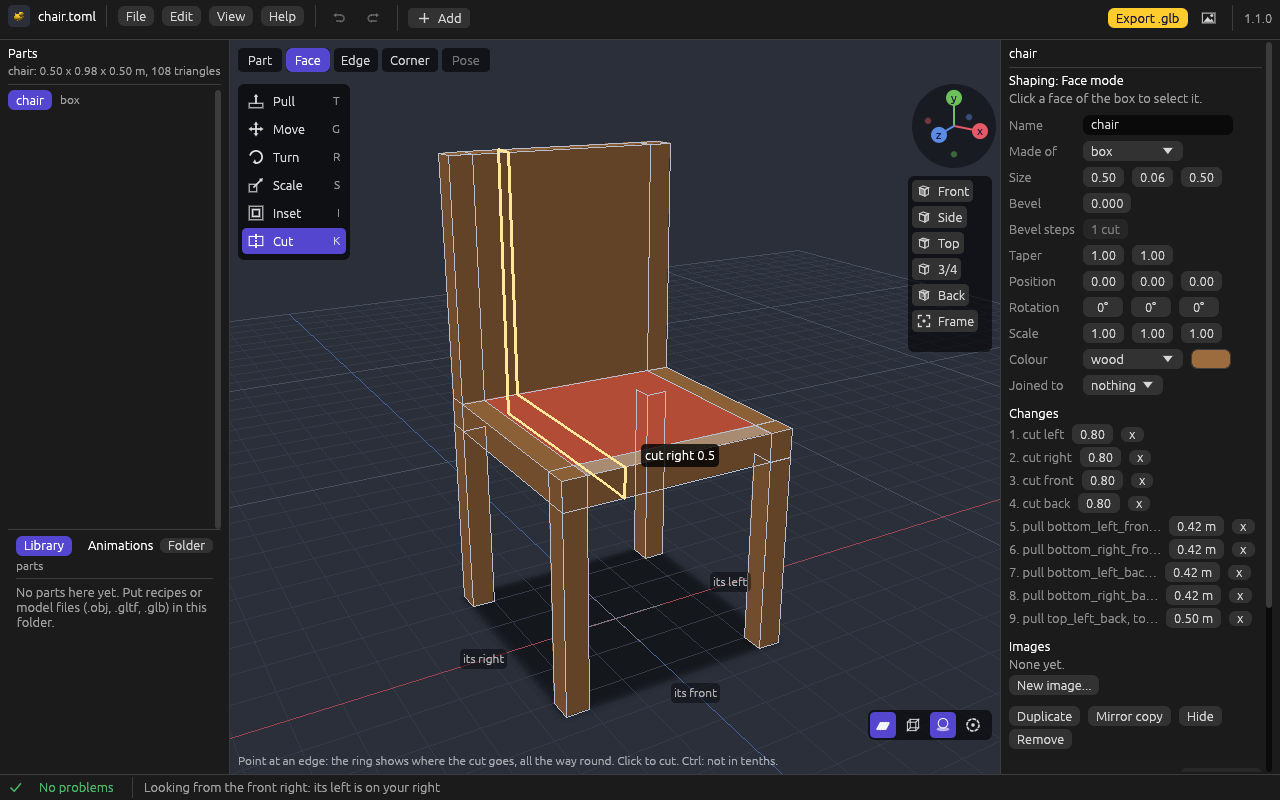 chair.toml File Edit View Help + Add Export .glb 1.1.0
Parts
chair: 0.50 x 0.98 x 0.50 m, 108 triangles
chair box
Library Animations Folder
parts
No parts here yet. Put recipes or
model files (.obj, .gltf, .glb) in this
folder.
Part Face Edge Corner Pose
Pull T
Move G
Turn R
Scale S
Inset I
Cut K
y
x
z
Front
Side
Top
3/4
Back
Frame
cut right 0.5
its left
its right
its front
Point at an edge: the ring shows where the cut goes, all the way round. Click to cut. Ctrl: not in tenths.
chair
Shaping: Face mode
Click a face of the box to select it.
Name chair
Made of box
Size 0.50 0.06 0.50
Bevel 0.000
Bevel steps 1 cut
Taper 1.00 1.00
Position 0.00 0.00 0.00
Rotation 0° 0° 0°
Scale 1.00 1.00 1.00
Colour wood
Joined to nothing
Changes
1. cut left 0.80 x
2. cut right 0.80 x
3. cut front 0.80 x
4. cut back 0.80 x
5. pull bottom_left_fron... 0.42 m x
6. pull bottom_right_fro... 0.42 m x
7. pull bottom_left_bac... 0.42 m x
8. pull bottom_right_ba... 0.42 m x
9. pull top_left_back, to... 0.50 m x
Images
None yet.
New image...
Duplicate Mirror copy Hide
Remove
No problems Looking from the front right: its left is on your right